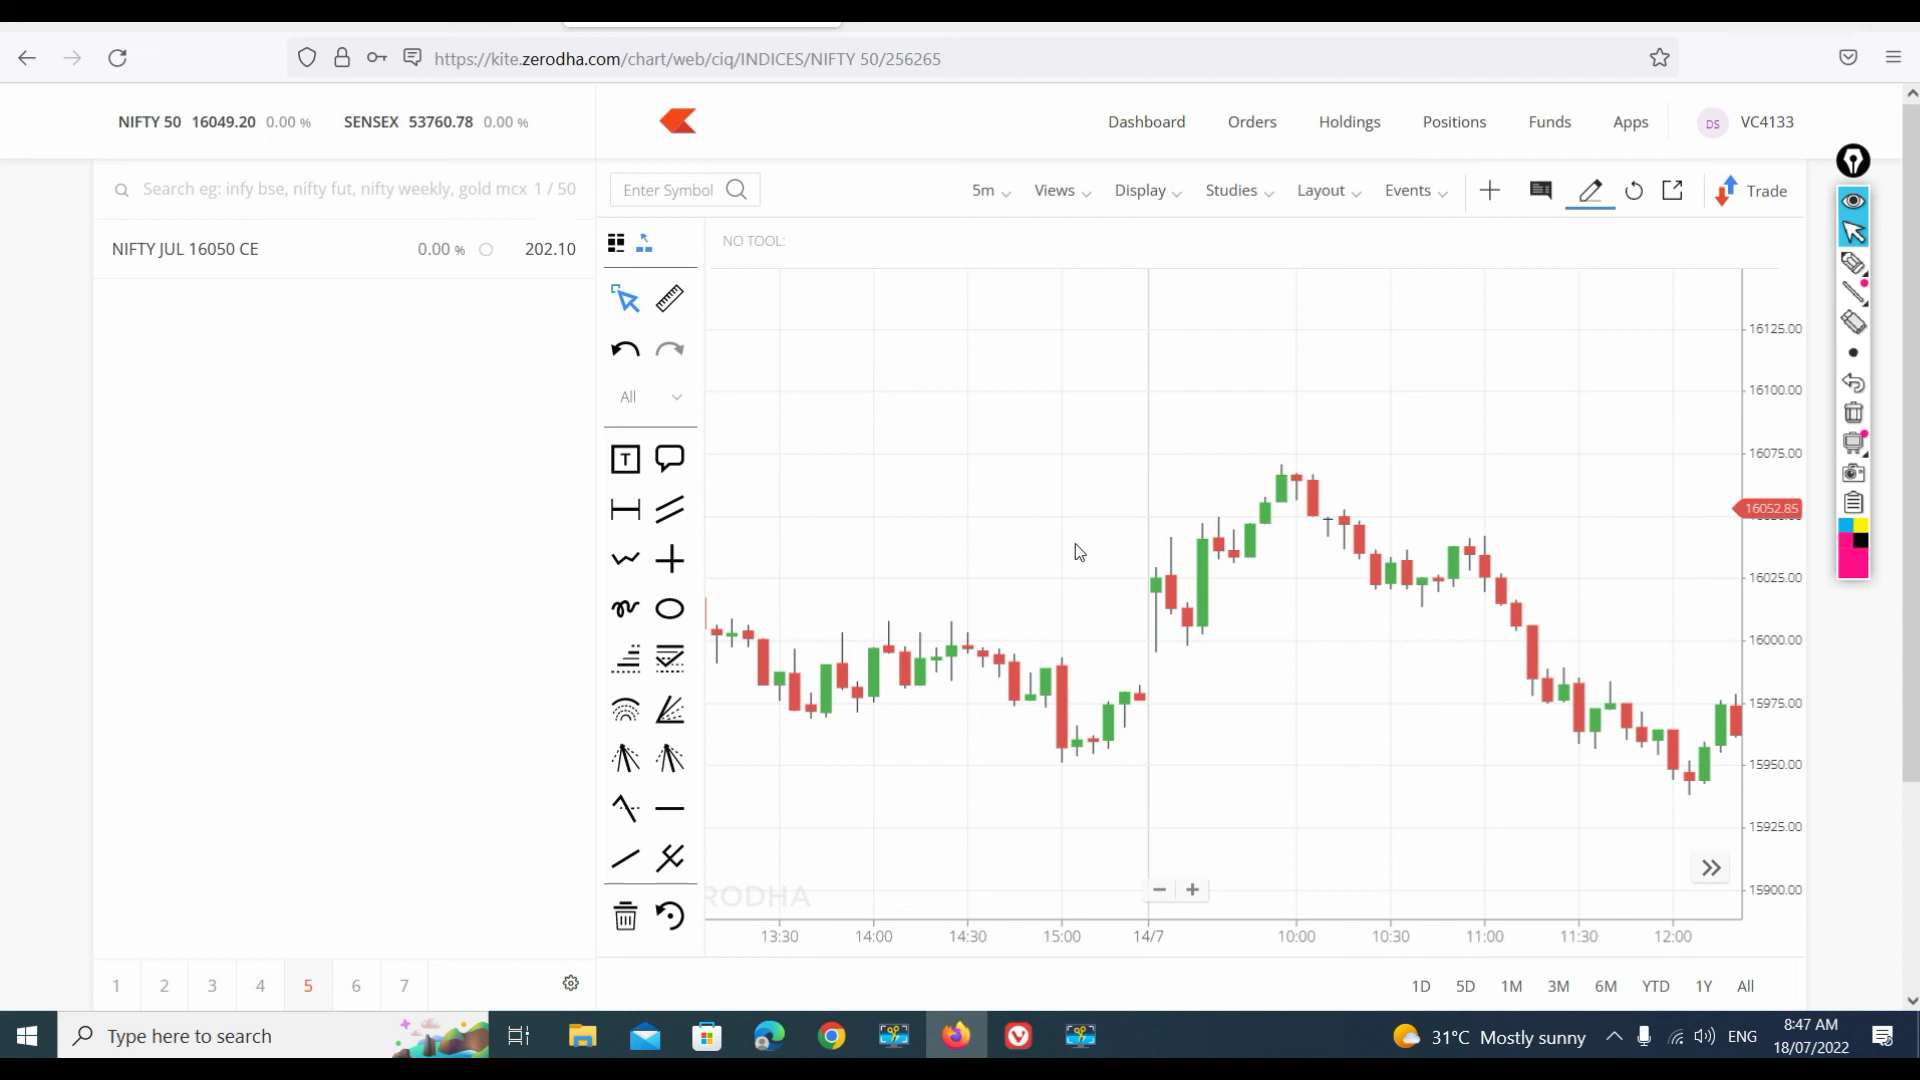 https://kite.zerodha.com/chart/web/ciq/INDICES/NIFTY 50/256265
NIFTY 50 16049.20 0.00 % SENSEX 53760.78 0.00 %
Dashboard Orders Holdings Positions Funds Apps DS VC4133
Search eg: infy bse, nifty fut, nifty weekly, gold mcx 1 / 50
Enter Symbol 5m Views Display Studies Layout Events Trade
NIFTY JUL 16050 CE 0.00 % 202.10
NO TOOL:
All
T
16125.00
16100.00
16075.00
16052.85
16025.00
16000.00
15975.00
15950.00
15925.00
15900.00
RODHA
13:30 14:00 14:30 15:00 14/7 10:00 10:30 11:00 11:30 12:00
1 2 3 4 5 6 7
1D 5D 1M 3M 6M YTD 1Y All
Type here to search
31°C Mostly sunny
ENG
8:47 AM
18/07/2022